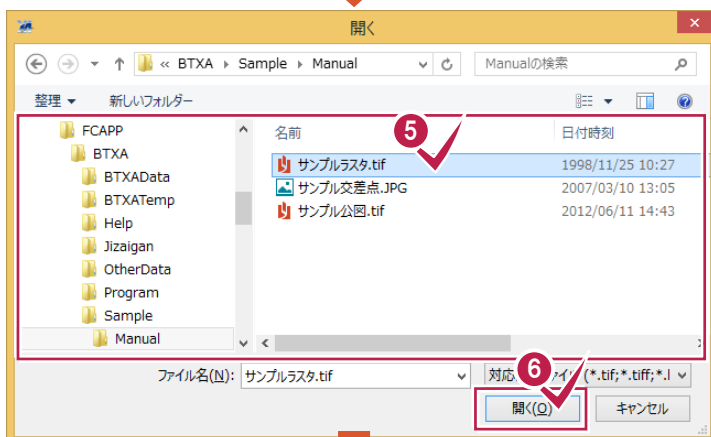 開く
« BTXA ▸ Sample ▸ Manual
Manualの検索
整理 ▼ 新しいフォルダー
FCAPP
BTXA
BTXAData
BTXATemp
Help
Jizaigan
OtherData
Program
Sample
Manual
5
名前 日付時刻
サンプルラスタ.tif 1998/11/25 10:27
サンプル交差点.JPG 2007/03/10 13:05
サンプル公図.tif 2012/06/11 14:43
ファイル名(N): サンプルラスタ.tif
対応 (*.tif;*.tiff;*.
6
開く(O) キャンセル